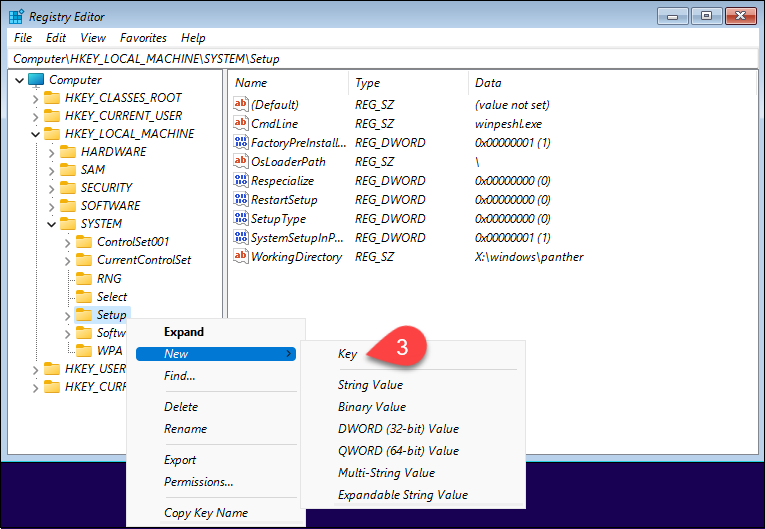 Registry Editor
File Edit View Favorites Help
Computer\HKEY_LOCAL_MACHINE\SYSTEM\Setup
Computer
HKEY_CLASSES_ROOT
HKEY_CURRENT_USER
HKEY_LOCAL_MACHINE
HARDWARE
SAM
SECURITY
SOFTWARE
SYSTEM
ControlSet001
CurrentControlSet
RNG
Select
Setup
Softw
WPA
HKEY_USER
HKEY_CURF
Name Type Data
(Default) REG_SZ (value not set)
CmdLine REG_SZ winpeshl.exe
FactoryPreInstall... REG_DWORD 0x00000001 (1)
OsLoaderPath REG_SZ \
Respecialize REG_DWORD 0x00000000 (0)
RestartSetup REG_DWORD 0x00000000 (0)
SetupType REG_DWORD 0x00000000 (0)
SystemSetupInP... REG_DWORD 0x00000001 (1)
WorkingDirectory REG_SZ X:\windows\panther
Expand
New
Find...
Delete
Rename
Export
Permissions...
Copy Key Name
Key
3
String Value
Binary Value
DWORD (32-bit) Value
QWORD (64-bit) Value
Multi-String Value
Expandable String Value